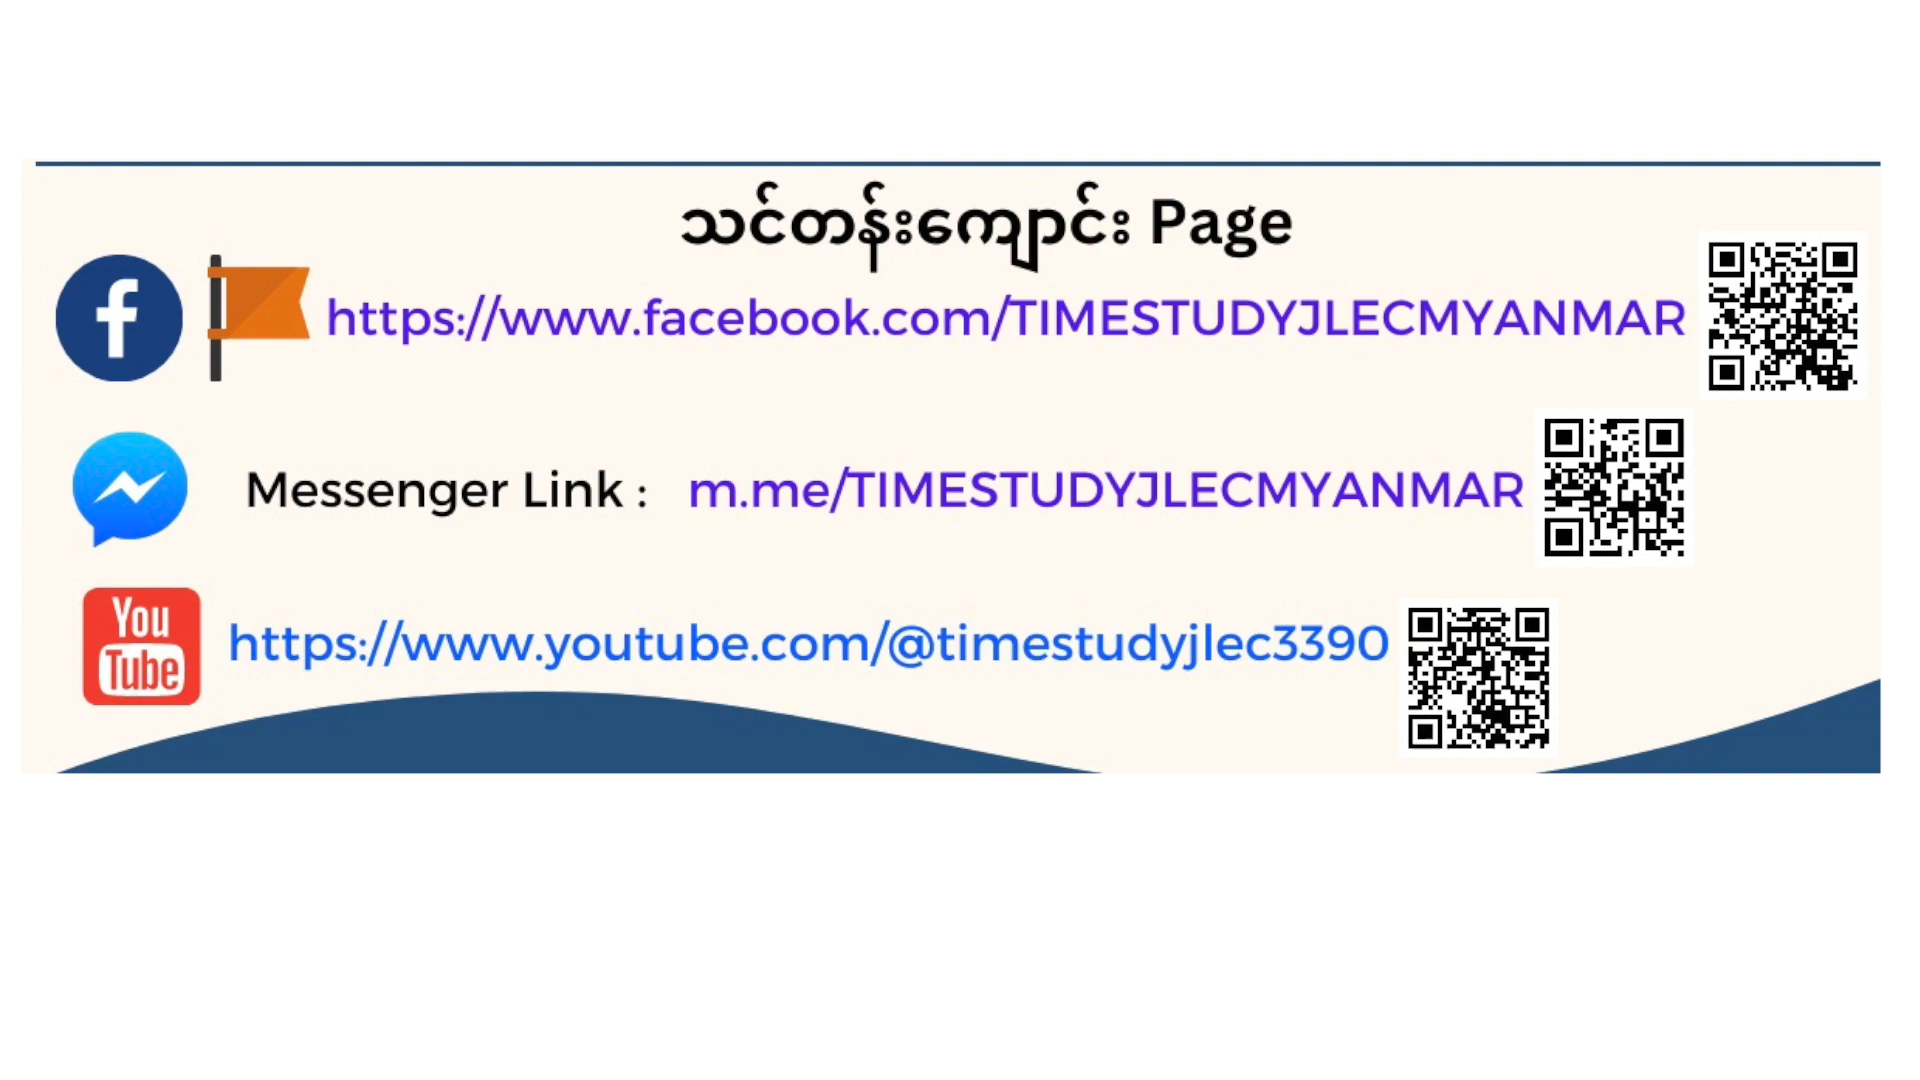 သင်တန်းကျောင်း Page
https://www.facebook.com/TIMESTUDYJLECMYANMAR
Messenger Link : m.me/TIMESTUDYJLECMYANMAR
You
Tube
https://www.youtube.com/@timestudyjlec3390